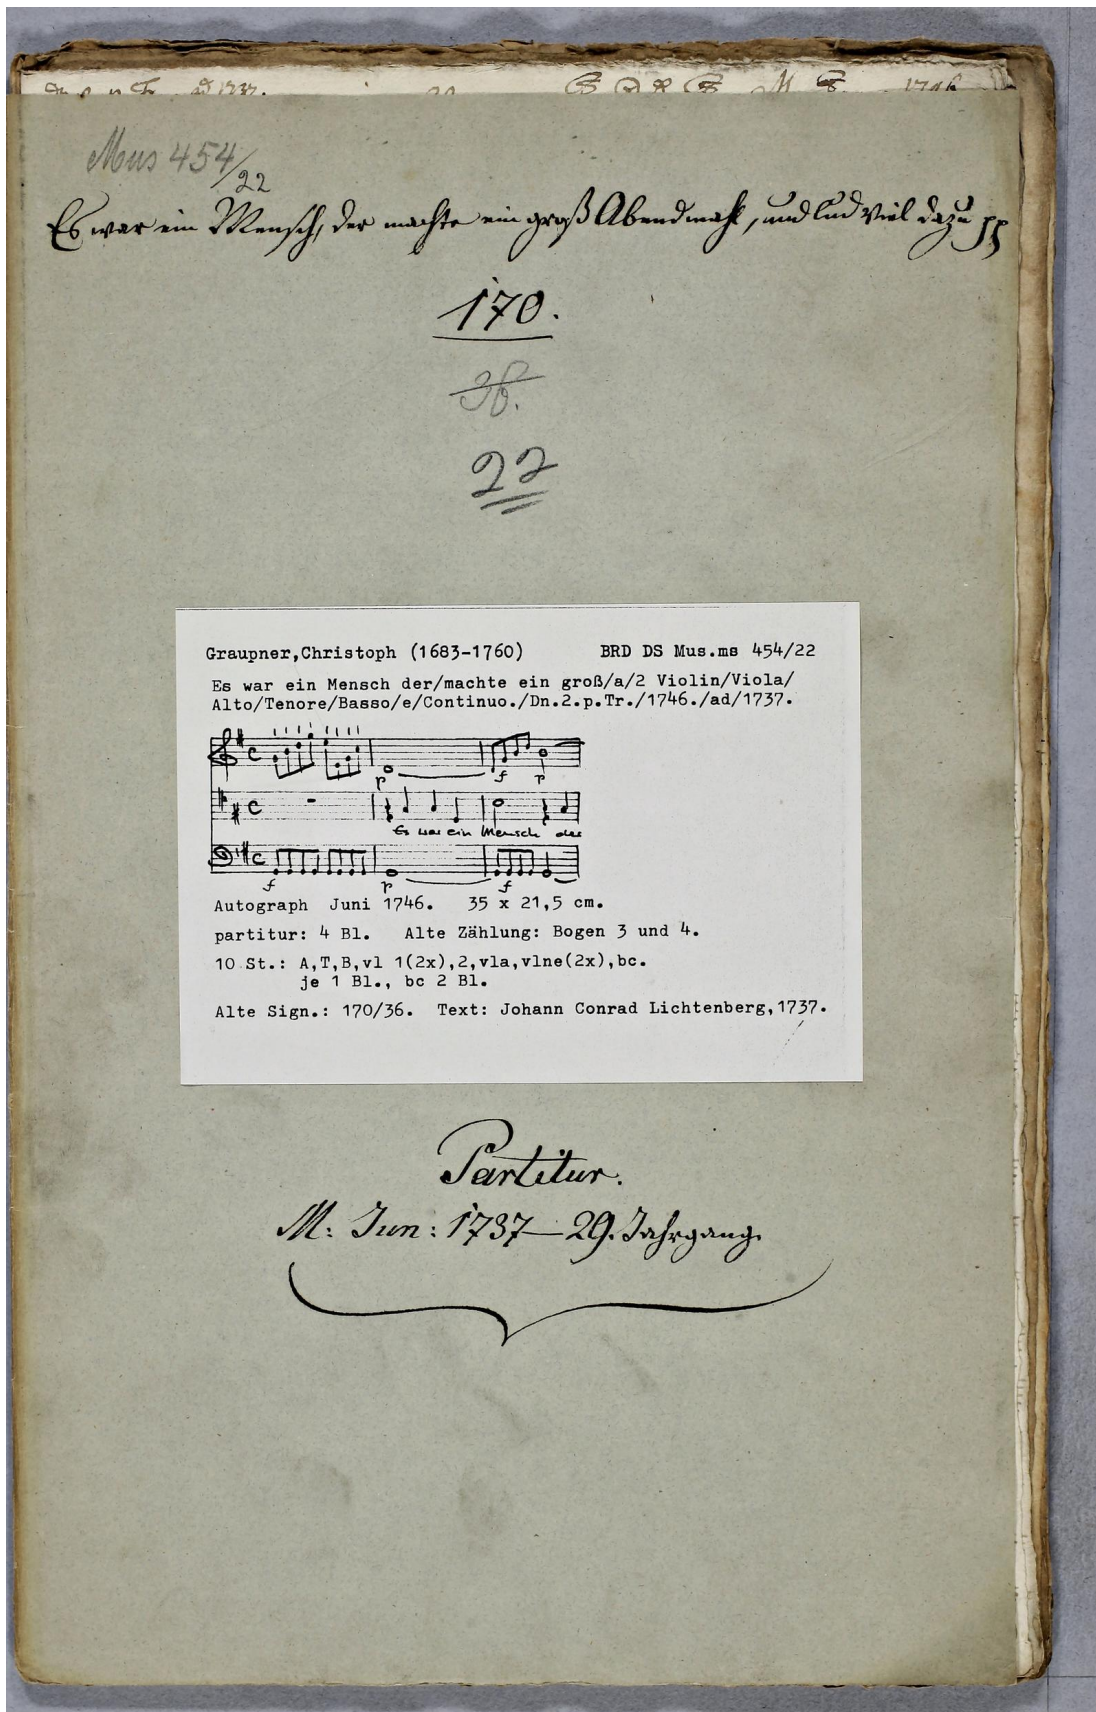 ad 1737. 1746
Mus 454/22
Es war ein Mensch, der machte ein groß Abendmahl, und lud viel dazu pp
170.
36.
22
Graupner,Christoph (1683-1760) BRD DS Mus.ms 454/22
Es war ein Mensch der/machte ein groß/a/2 Violin/Viola/
Alto/Tenore/Basso/e/Continuo./Dn.2.p.Tr./1746./ad/1737.
p f p
Es war ein Mensch der
f p f
Autograph Juni 1746. 35 x 21,5 cm.
partitur: 4 Bl. Alte Zählung: Bogen 3 und 4.
10 St.: A,T,B,vl 1(2x),2,vla,vlne(2x),bc.
je 1 Bl., bc 2 Bl.
Alte Sign.: 170/36. Text: Johann Conrad Lichtenberg,1737.
Partitur.
M: Jun: 1737—29. Jahrgang.